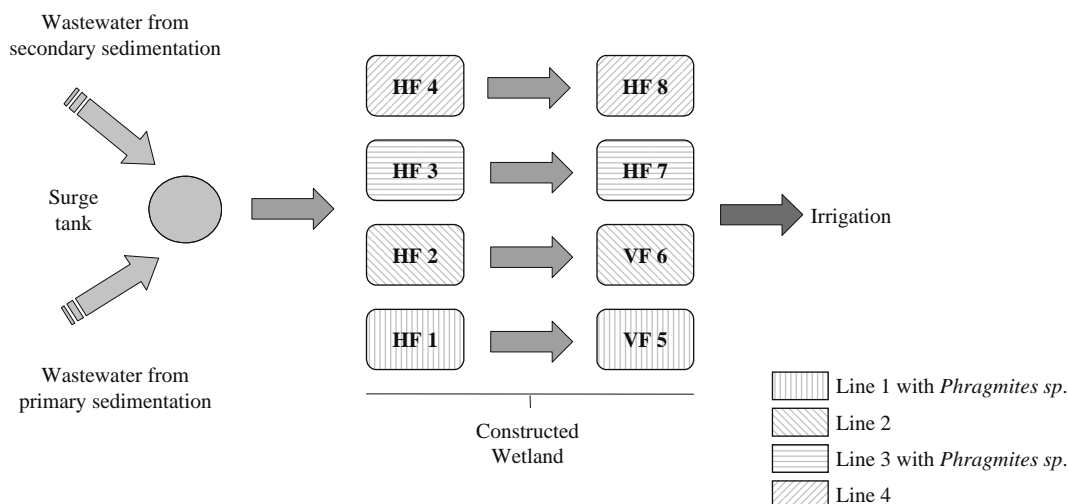 Wastewater from
secondary sedimentation
HF 4
HF 8
HF 3
HF 7
Surge
tank
Irrigation
HF 2
VF 6
HF 1
VF 5
Wastewater from
primary sedimentation
Constructed
Wetland
Line 1 with Phragmites sp.
Line 2
Line 3 with Phragmites sp.
Line 4